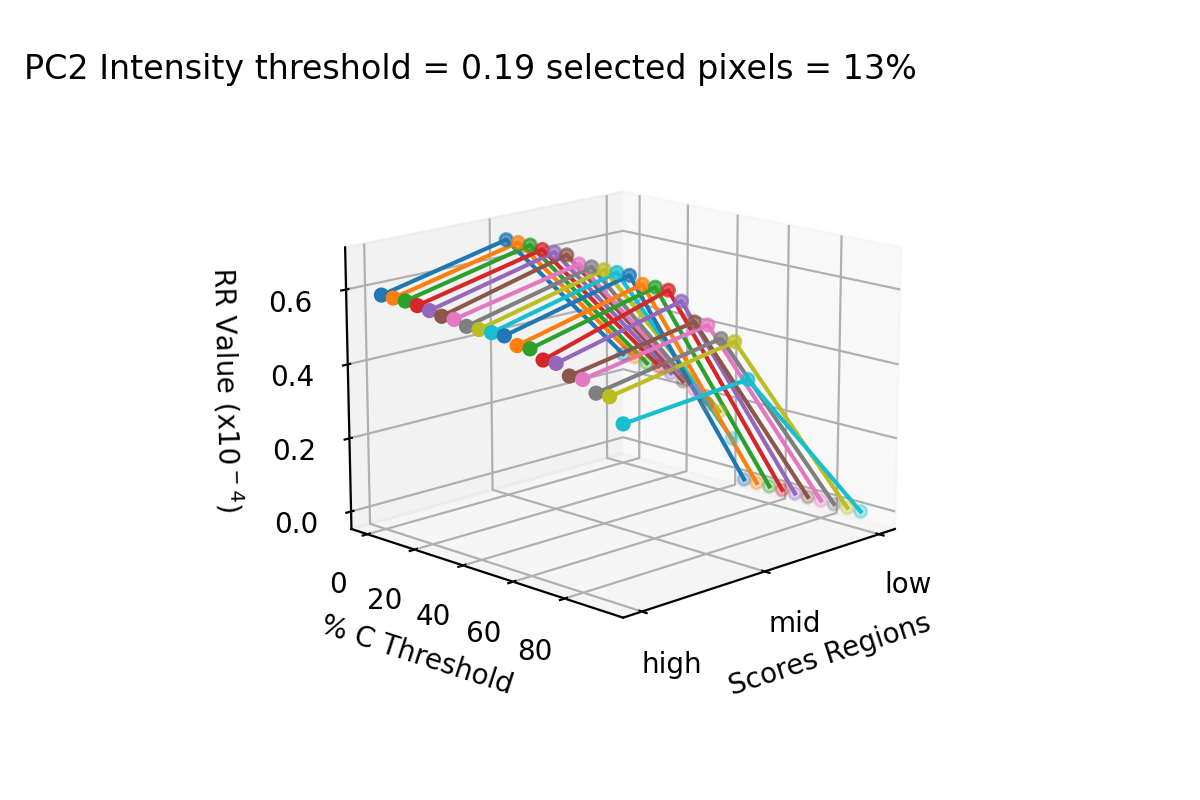 PC2 Intensity threshold = 0.19 selected pixels = 13%
RR Value (x10⁻⁴)
0.6
0.4
0.2
0.0
0
20
40
60
80
% C Threshold
high
mid
low
Scores Regions